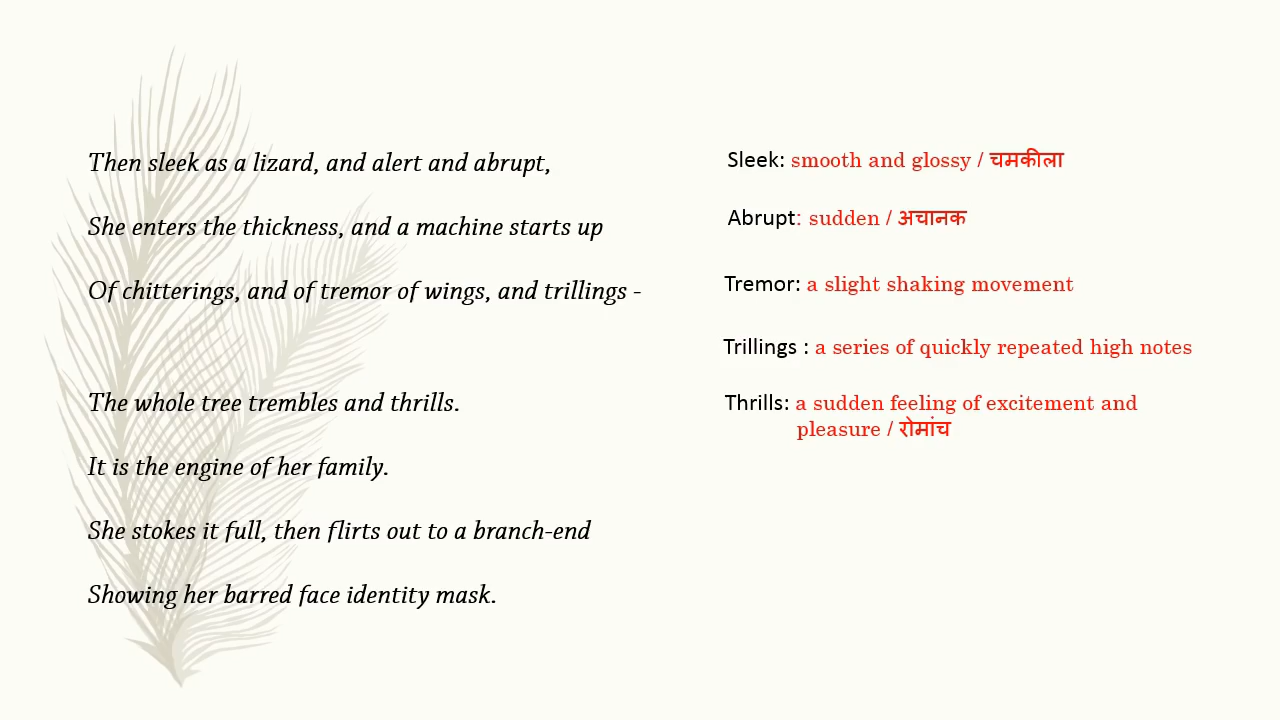 Then sleek as a lizard, and alert and abrupt,
She enters the thickness, and a machine starts up
Of chitterings, and of tremor of wings, and trillings -
The whole tree trembles and thrills.
It is the engine of her family.
She stokes it full, then flirts out to a branch-end
Showing her barred face identity mask.
Sleek: smooth and glossy / चमकीला
Abrupt: sudden / अचानक
Tremor: a slight shaking movement
Trillings : a series of quickly repeated high notes
Thrills: a sudden feeling of excitement and
pleasure / रोमांच